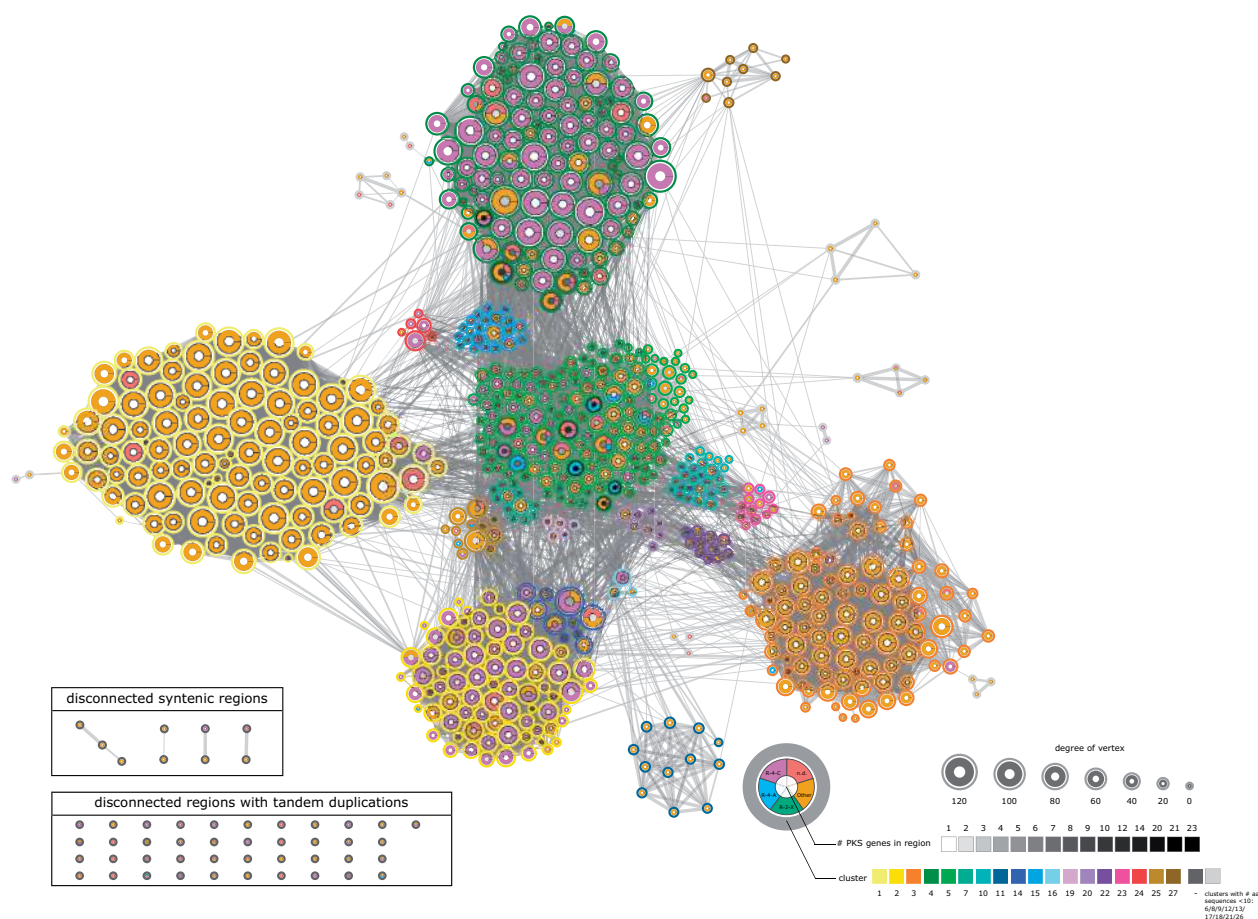 disconnected syntenic regions
disconnected regions with tandem duplications
R-4-C
n.d.
R-4-A
Other
R-2-X
# PKS genes in region
cluster
degree of vertex
120 100 80 60 40 20 0
1 2 3 4 5 6 7 8 9 10 12 14 20 21 23
1 2 3 4 5 7 10 11 14 15 16 19 20 22 23 24 25 27 -
clusters with # aa
sequences <10:
6/8/9/12/13/
17/18/21/26